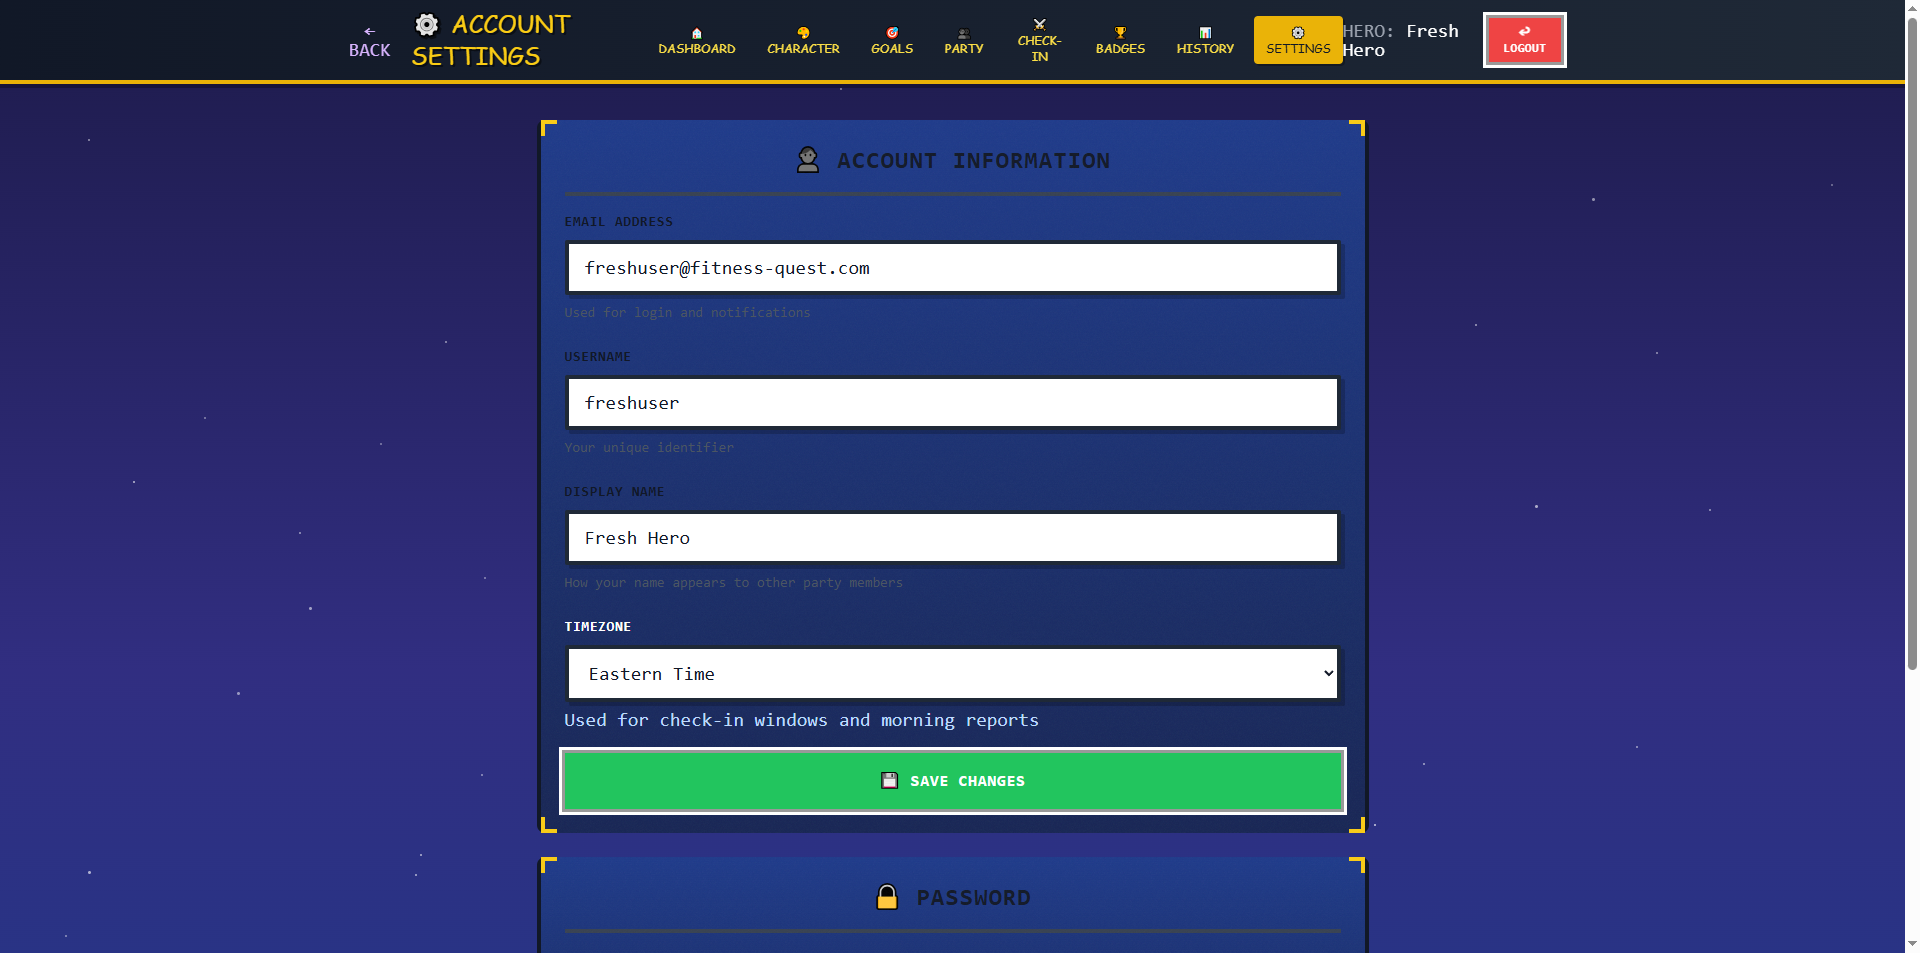 ←
BACK
ACCOUNT
SETTINGS
DASHBOARD
CHARACTER
GOALS
PARTY
CHECK-
IN
BADGES
HISTORY
SETTINGS
HERO: Fresh
Hero
LOGOUT
ACCOUNT INFORMATION
EMAIL ADDRESS
freshuser@fitness-quest.com
Used for login and notifications
USERNAME
freshuser
Your unique identifier
DISPLAY NAME
Fresh Hero
How your name appears to other party members
TIMEZONE
Eastern Time
Used for check-in windows and morning reports
SAVE CHANGES
PASSWORD